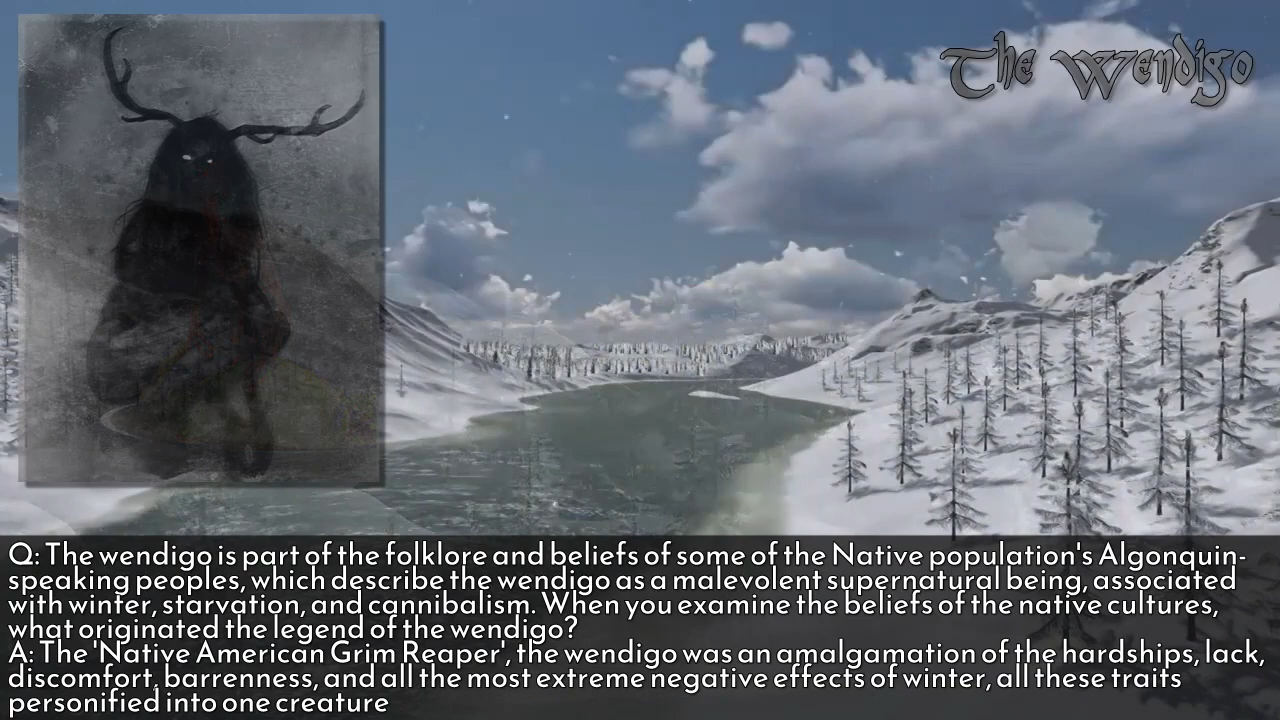 The Wendigo
Q: The wendigo is part of the folklore and beliefs of some of the Native population's Algonquin-
speaking peoples, which describe the wendigo as a malevolent supernatural being, associated
with winter, starvation, and cannibalism. When you examine the beliefs of the native cultures,
what originated the legend of the wendigo?
A: The 'Native American Grim Reaper', the wendigo was an amalgamation of the hardships, lack,
discomfort, barrenness, and all the most extreme negative effects of winter, all these traits
personified into one creature